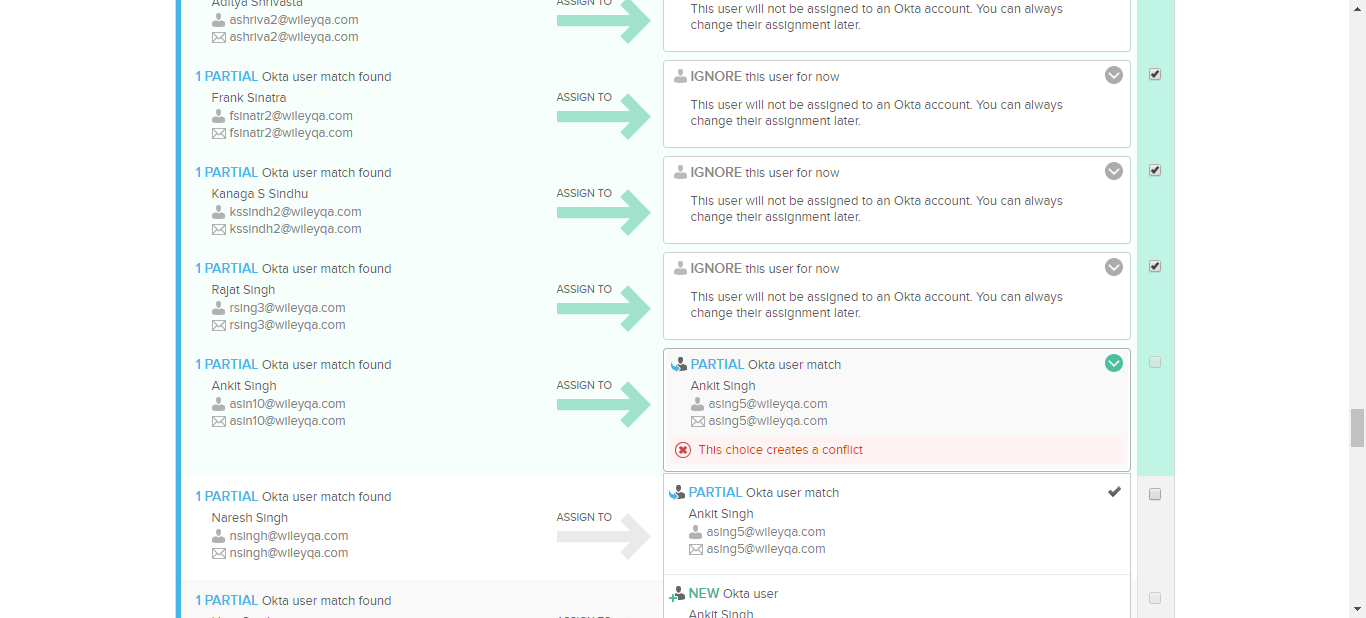 Aditya Shrivasta
ashriva2@wileyqa.com
ashriva2@wileyqa.com
ASSIGN TO
This user will not be assigned to an Okta account. You can always
change their assignment later.
1 PARTIAL Okta user match found
Frank Sinatra
fsinatr2@wileyqa.com
fsinatr2@wileyqa.com
ASSIGN TO
IGNORE this user for now
This user will not be assigned to an Okta account. You can always
change their assignment later.
1 PARTIAL Okta user match found
Kanaga S Sindhu
kssindh2@wileyqa.com
kssindh2@wileyqa.com
ASSIGN TO
IGNORE this user for now
This user will not be assigned to an Okta account. You can always
change their assignment later.
1 PARTIAL Okta user match found
Rajat Singh
rsing3@wileyqa.com
rsing3@wileyqa.com
ASSIGN TO
IGNORE this user for now
This user will not be assigned to an Okta account. You can always
change their assignment later.
1 PARTIAL Okta user match found
Ankit Singh
asin10@wileyqa.com
asin10@wileyqa.com
ASSIGN TO
PARTIAL Okta user match
Ankit Singh
asing5@wileyqa.com
asing5@wileyqa.com
This choice creates a conflict
1 PARTIAL Okta user match found
Naresh Singh
nsingh@wileyqa.com
nsingh@wileyqa.com
ASSIGN TO
PARTIAL Okta user match
Ankit Singh
asing5@wileyqa.com
asing5@wileyqa.com
1 PARTIAL Okta user match found
ASSIGN TO
NEW Okta user
Ankit Singh